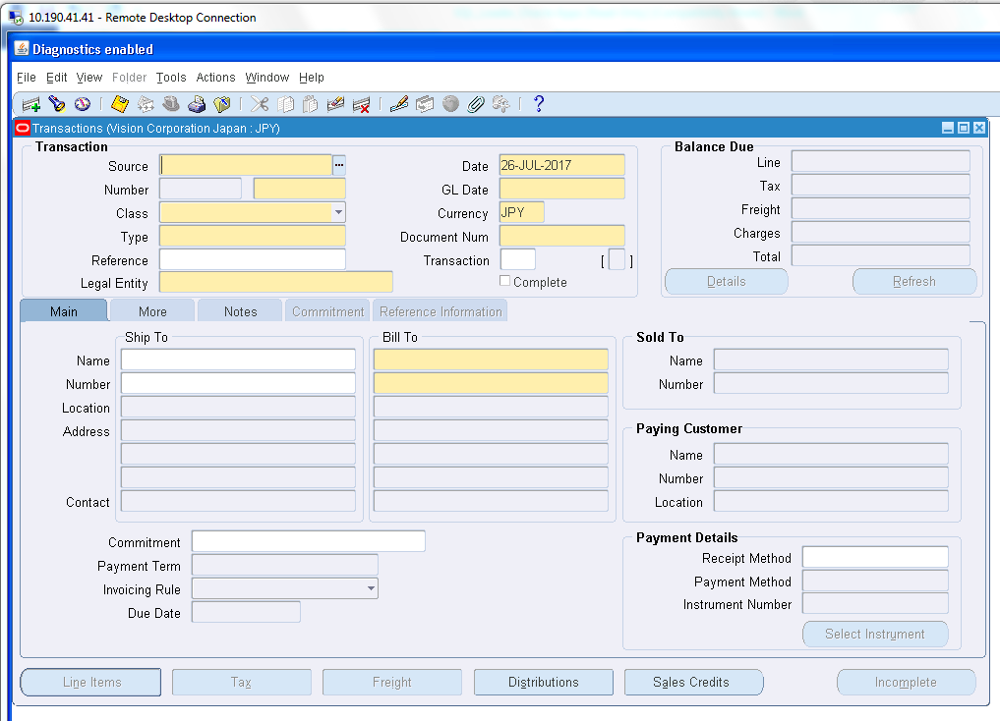 10.190.41.41 - Remote Desktop Connection
Diagnostics enabled
File Edit View Folder Tools Actions Window Help
?
Transactions (Vision Corporation Japan : JPY)
Transaction
Source ...
Number
Class
Type
Reference
Legal Entity
Date 26-JUL-2017
GL Date
Currency JPY
Document Num
Transaction [ ]
Complete
Balance Due
Line
Tax
Freight
Charges
Total
Details Refresh
Main More Notes Commitment Reference Information
Ship To
Bill To
Name
Number
Location
Address
Contact
Sold To
Name
Number
Paying Customer
Name
Number
Location
Commitment
Payment Term
Invoicing Rule
Due Date
Payment Details
Receipt Method
Payment Method
Instrument Number
Select Instrument
Line Items Tax Freight Distributions Sales Credits Incomplete